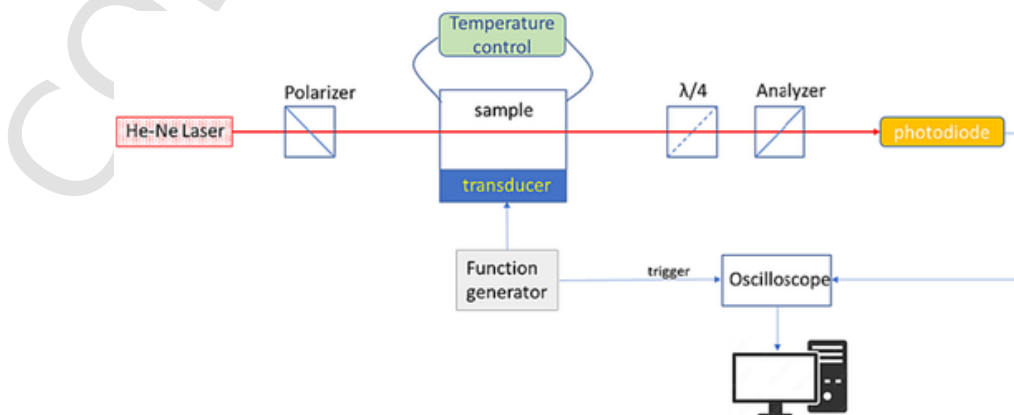 Temperature
control
Polarizer
sample
λ/4
Analyzer
He-Ne Laser
photodiode
transducer
Function
generator
trigger
Oscilloscope